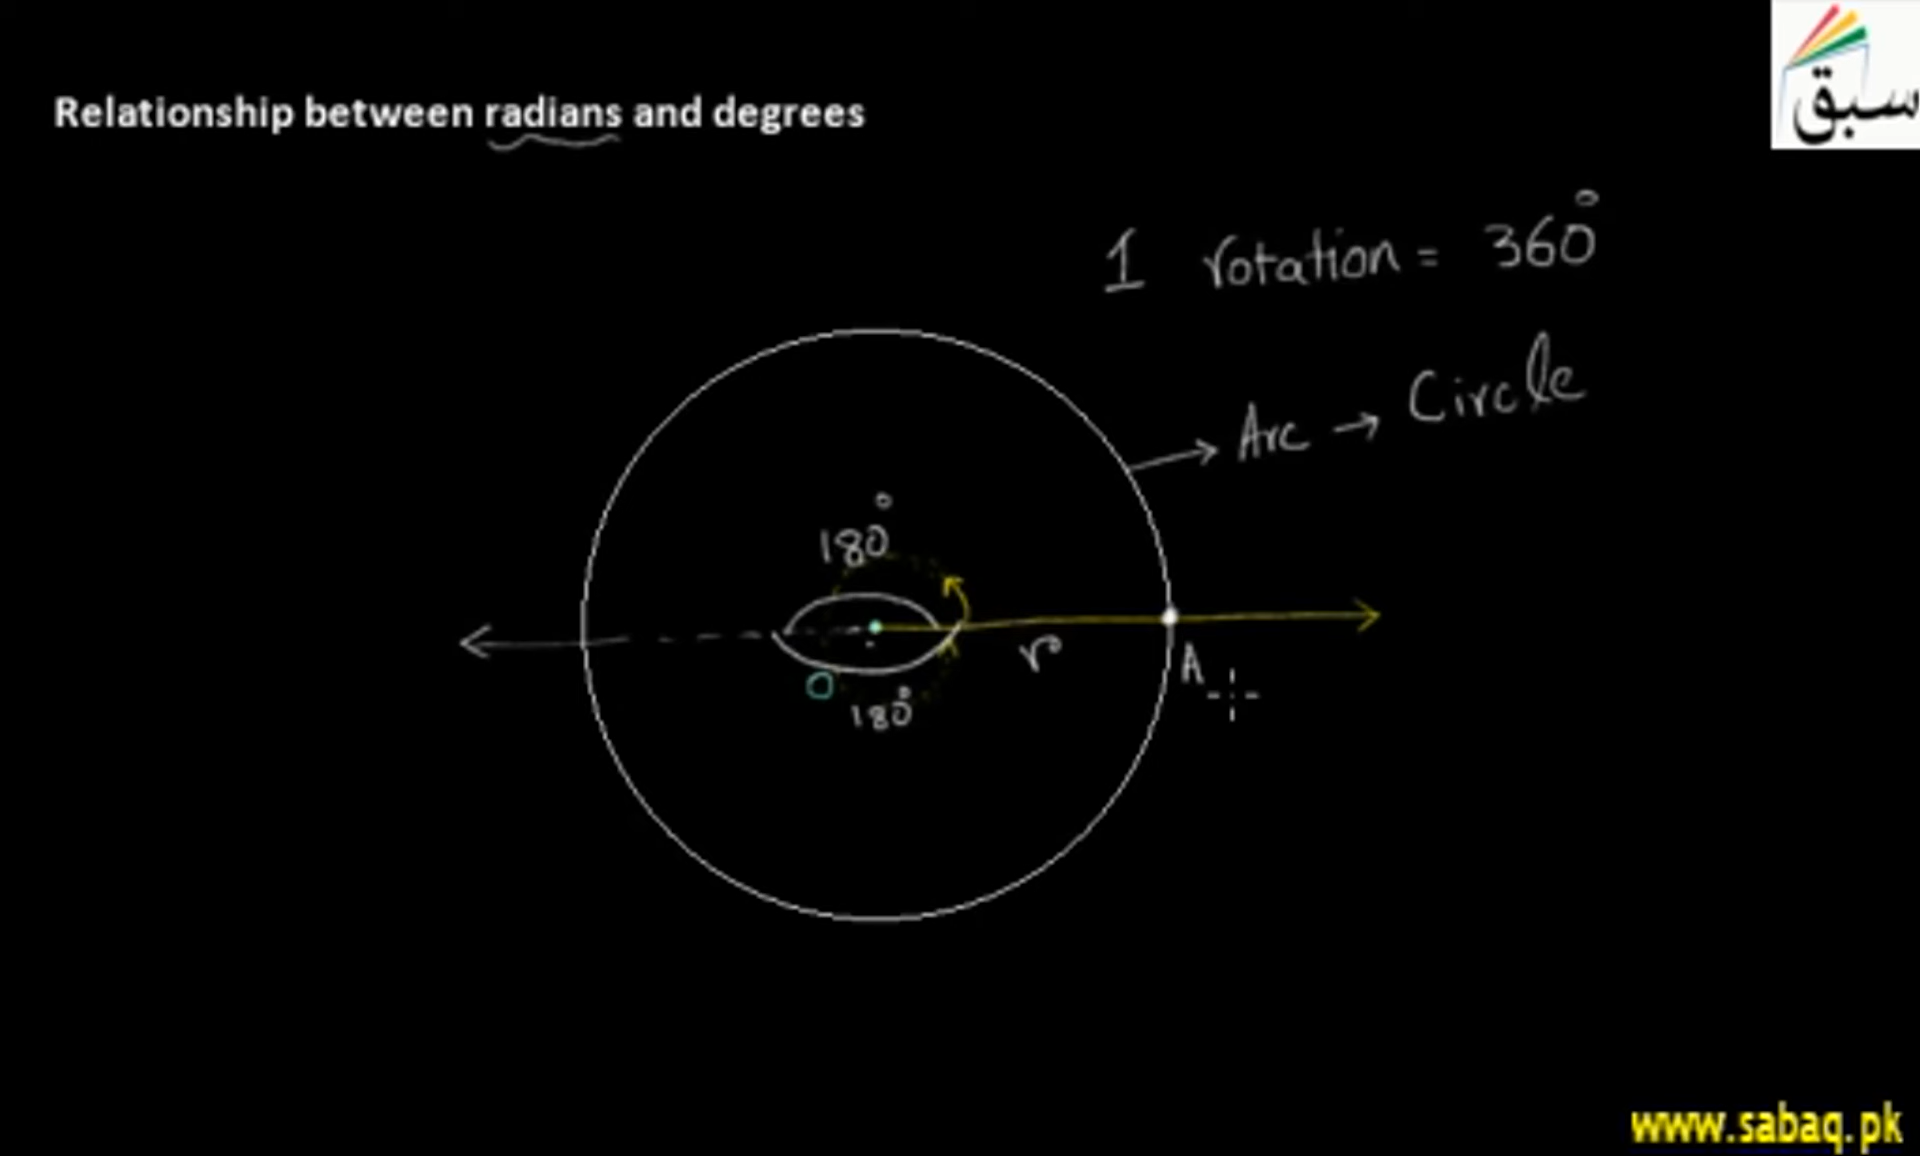 سبق
Relationship between radians and degrees
1 rotation = 360°
→ Arc → Circle
180°
r
A
O
180°
www.sabaq.pk